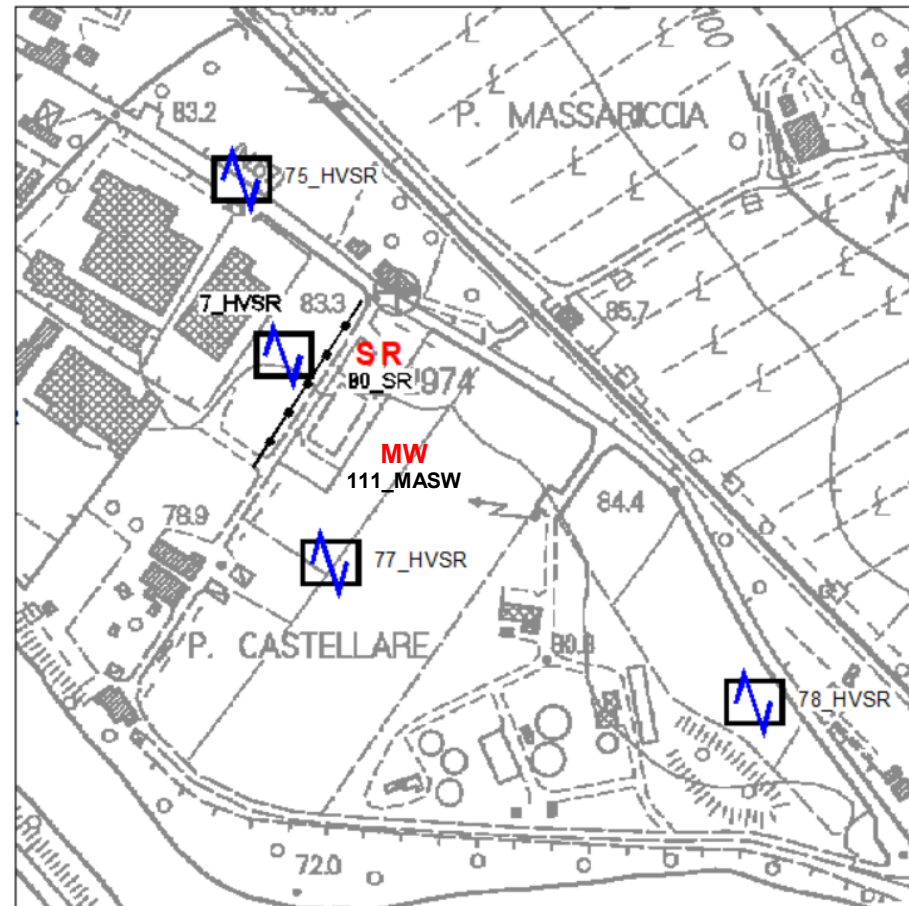 P. MASSARICCIA
83.2
75_HVSR
7_HVSR
83.3
85.7
SR
974
MW
111_MASW
84.4
78.9
77_HVSR
P. CASTELLARE
80.8
78_HVSR
72.0